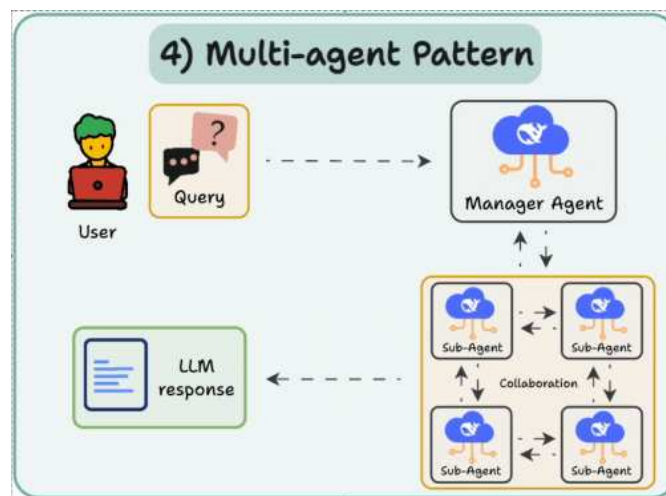 4) Multi-agent Pattern
?
Query
User
Manager Agent
Sub-Agent
Sub-Agent
Collaboration
Sub-Agent
Sub-Agent
LLM
response